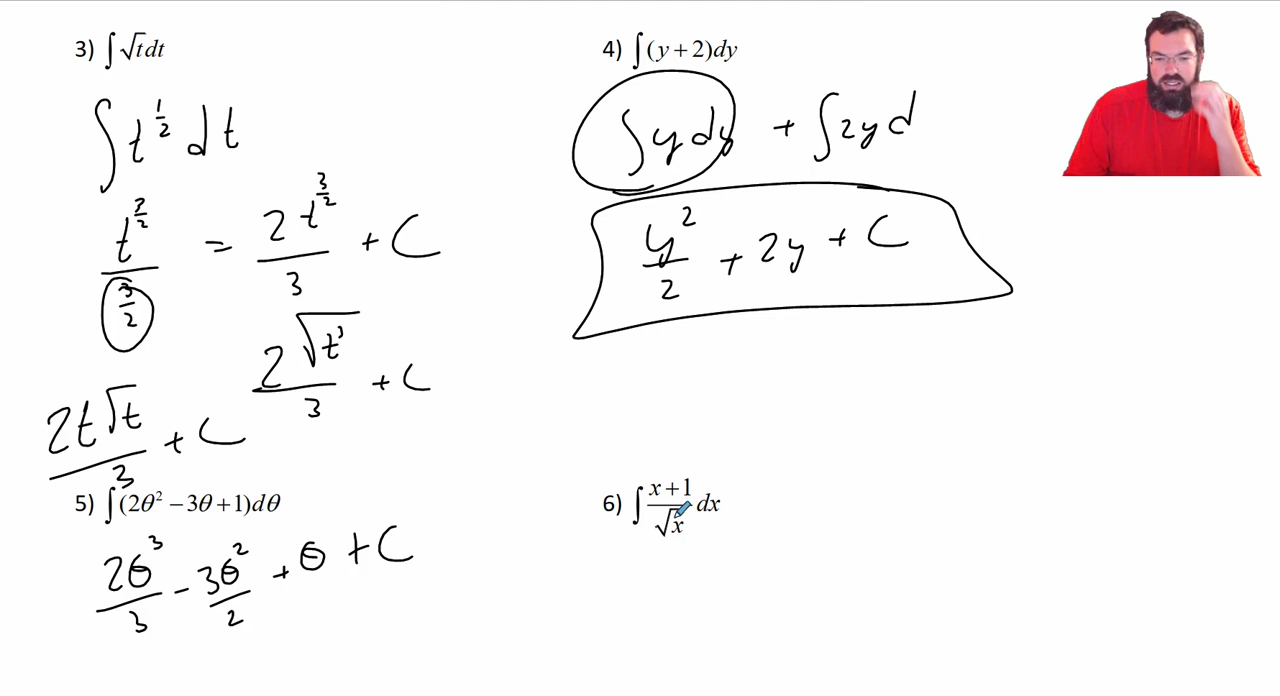 3) ∫ √t dt
∫ t^{1/2} dt
t^{3/2} / (3/2) = 2t^{3/2} / 3 + C
2√(t³) / 3 + C
2t√t / 3 + C
4) ∫ (y + 2)dy
∫ y dy + ∫ 2yd
y² / 2 + 2y + C
5) ∫ (2θ² − 3θ + 1)dθ
2θ³ / 3 - 3θ² / 2 + θ + C
6) ∫ (x + 1) / √x dx